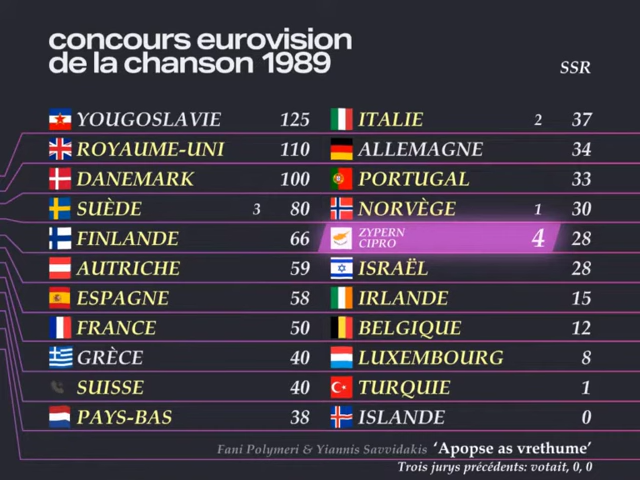 concours eurovision
de la chanson 1989
SSR
YOUGOSLAVIE 125
ROYAUME-UNI 110
DANEMARK 100
SUÈDE 3 80
FINLANDE 66
AUTRICHE 59
ESPAGNE 58
FRANCE 50
GRÈCE 40
SUISSE 40
PAYS-BAS 38
ITALIE 2 37
ALLEMAGNE 34
PORTUGAL 33
NORVÈGE 1 30
ZYPERN
CIPRO 4 28
ISRAËL 28
IRLANDE 15
BELGIQUE 12
LUXEMBOURG 8
TURQUIE 1
ISLANDE 0
Fani Polymeri & Yiannis Savvidakis ‘Apopse as vrethume’
Trois jurys précédents: votait, 0, 0